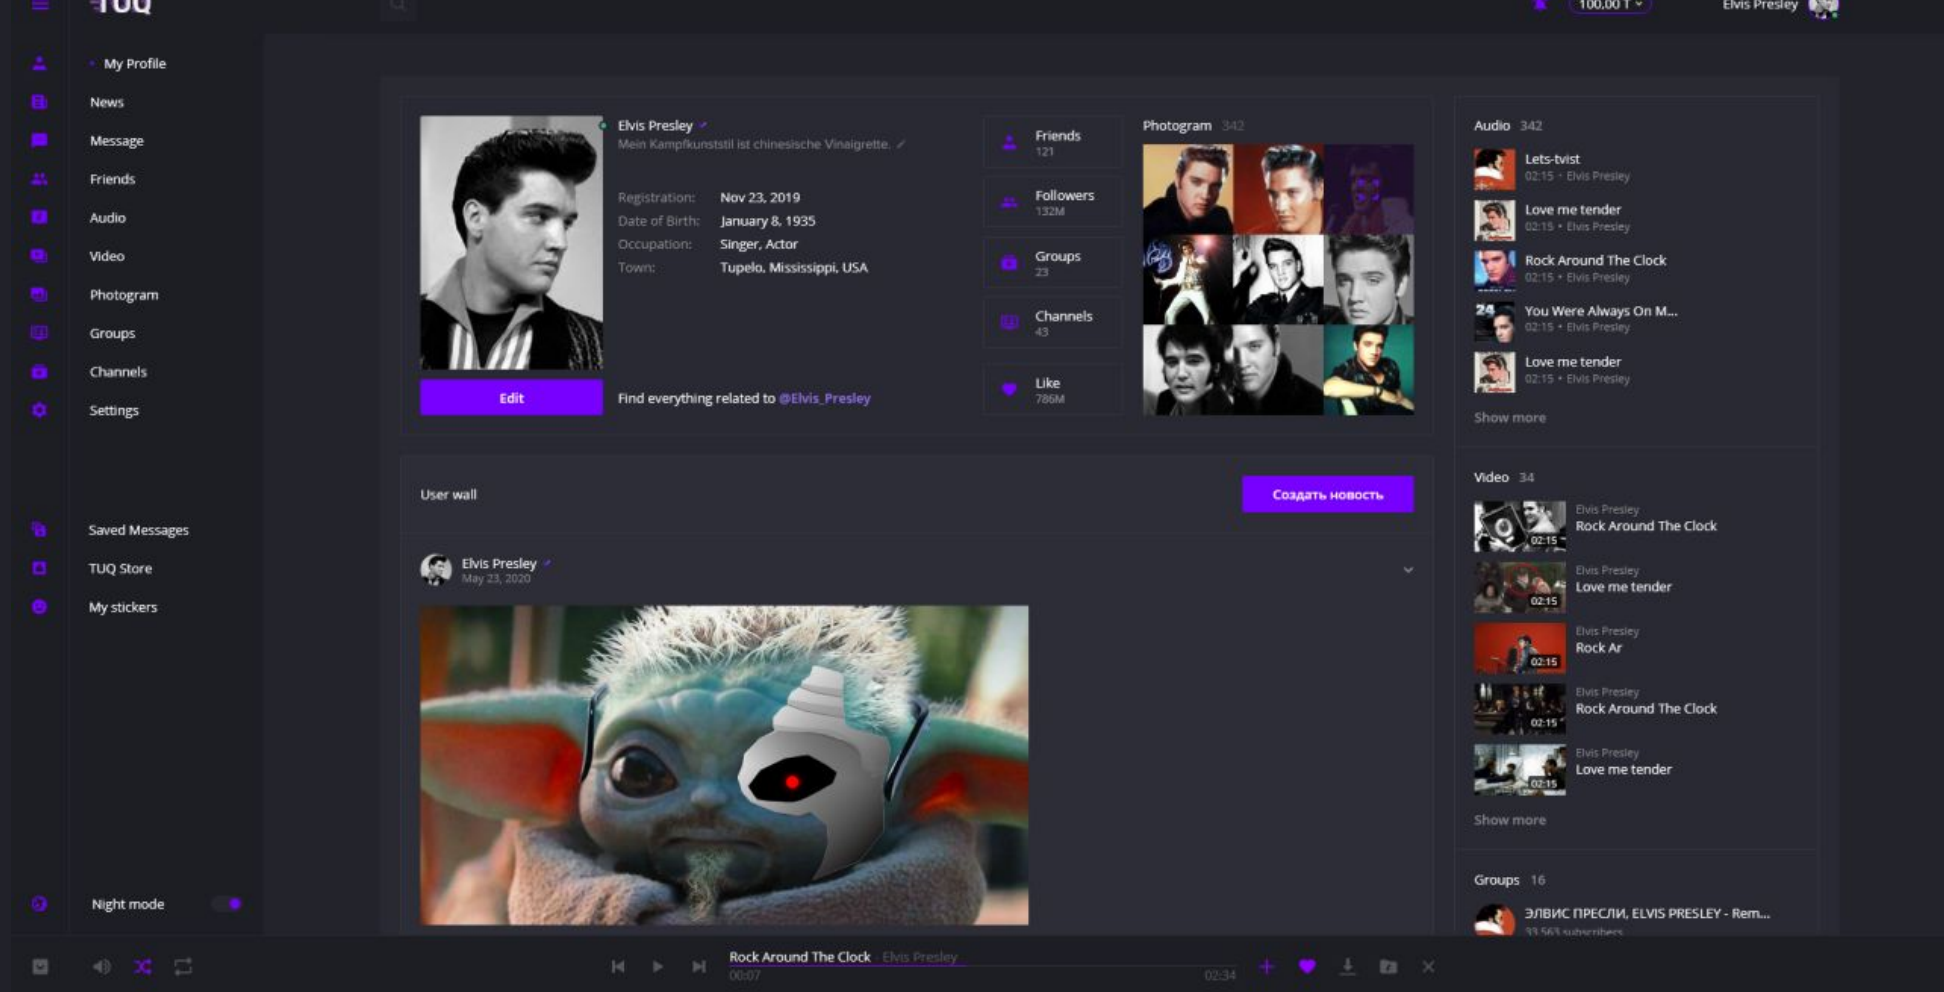 TUQ
100,00 T
Elvis Presley
My Profile
News
Message
Friends
Audio
Video
Photogram
Groups
Channels
Settings
Saved Messages
TUQ Store
My stickers
Night mode
Elvis Presley
Mein Kampfkunststil ist chinesische Vinaigrette.
Registration: Nov 23, 2019
Date of Birth: January 8, 1935
Occupation: Singer, Actor
Town: Tupelo, Mississippi, USA
Edit
Find everything related to @Elvis_Presley
Friends
121
Followers
132M
Groups
23
Channels
43
Like
786M
Photogram 342
User wall
Создать новость
Elvis Presley
May 23, 2020
Audio 342
Lets-tvist
02:15 • Elvis Presley
Love me tender
02:15 • Elvis Presley
Rock Around The Clock
02:15 • Elvis Presley
24
You Were Always On M...
02:15 • Elvis Presley
Love me tender
02:15 • Elvis Presley
Show more
Video 34
Elvis Presley
Rock Around The Clock
02:15
Elvis Presley
Love me tender
02:15
Elvis Presley
Rock Ar
02:15
Elvis Presley
Rock Around The Clock
02:15
Elvis Presley
Love me tender
02:15
Show more
Groups 16
ЭЛВИС ПРЕСЛИ, ELVIS PRESLEY - Rem...
33 563 subscribers
Rock Around The Clock - Elvis Presley
00:07
02:34